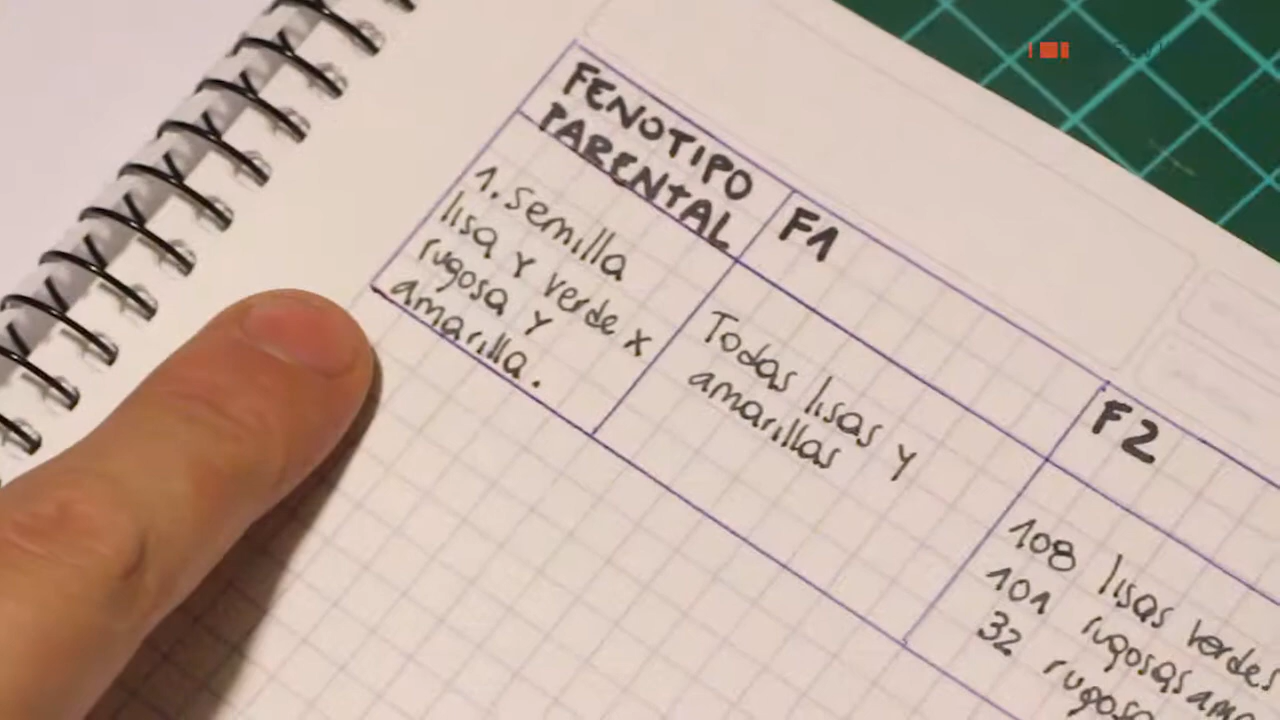 FENOTIPO
PARENTAL
F1
F2
1. semilla
lisa y verde x
rugosa y
amarilla.
Todas lisas y
amarillas
108 lisas verdes
101 rugosas
32